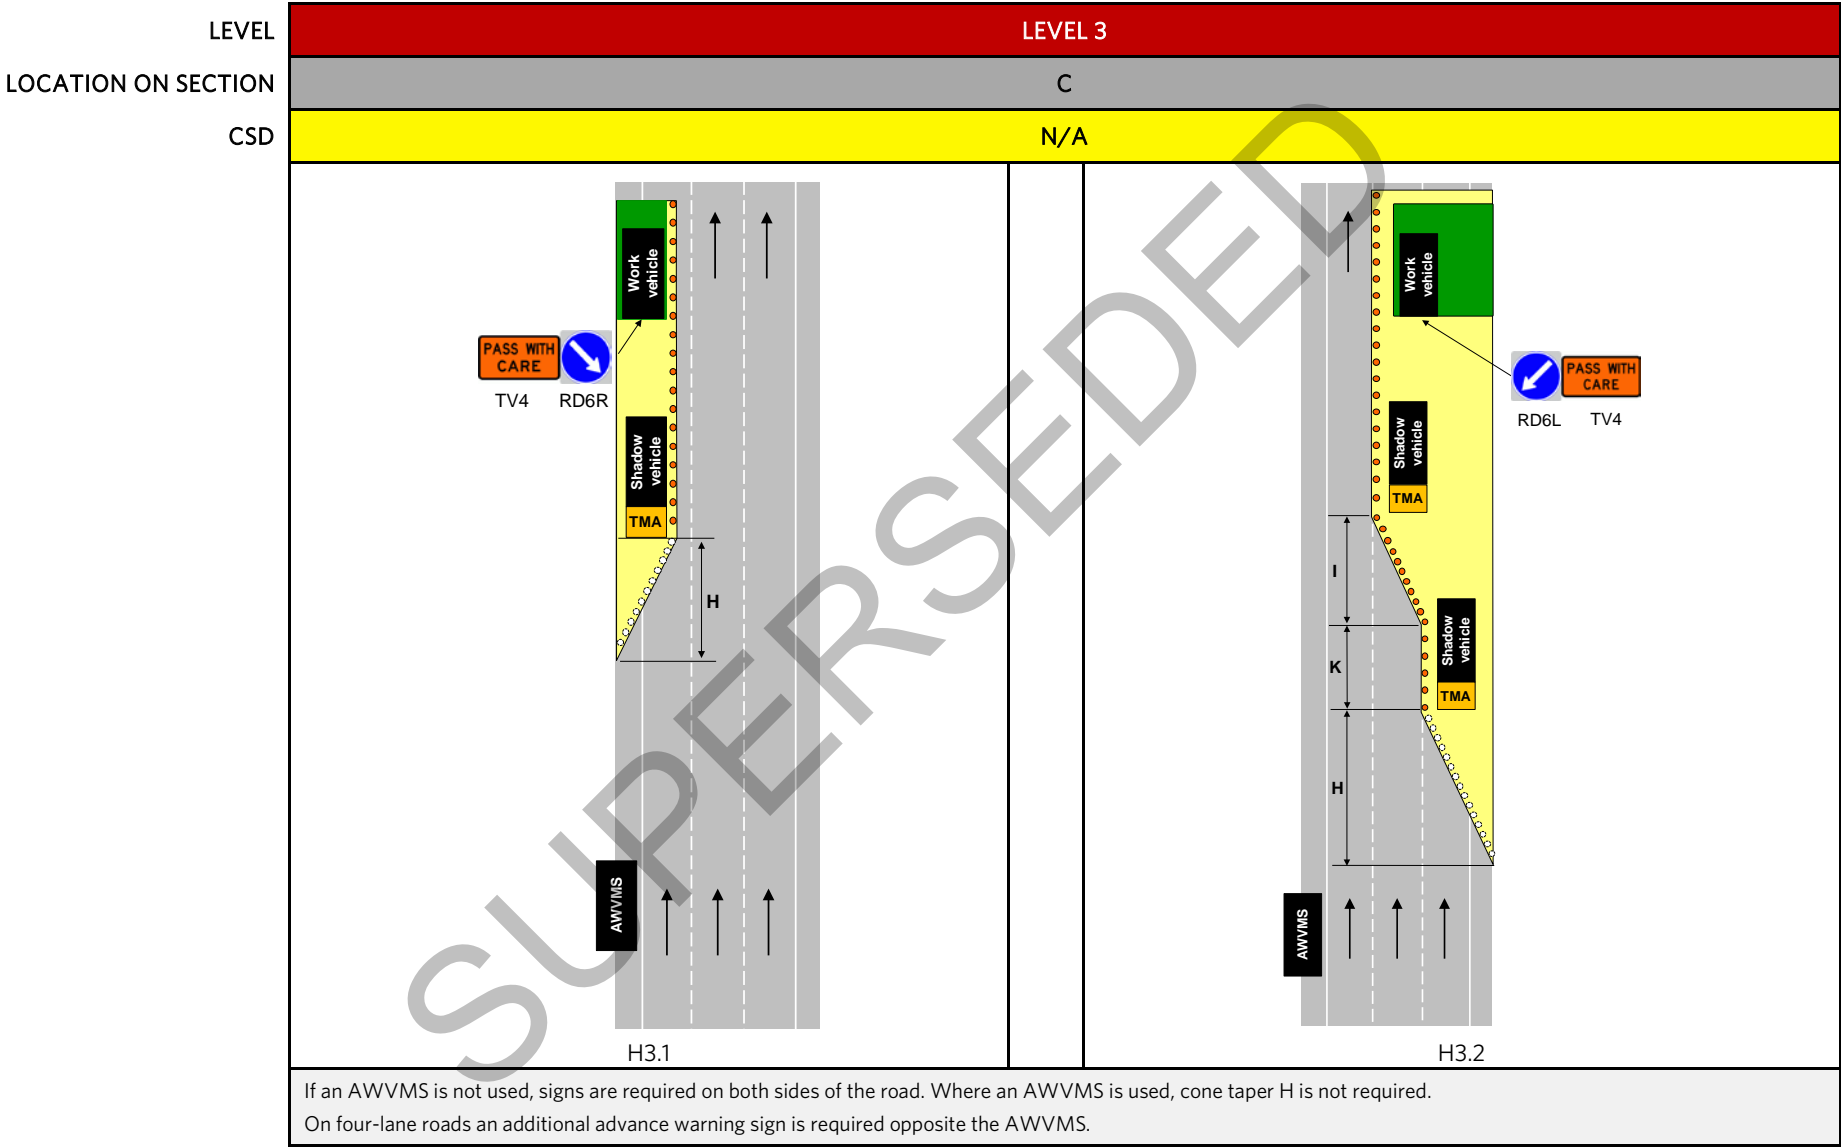 LEVEL
LEVEL 3
LOCATION ON SECTION
C
CSD
N/A
Work
vehicle
PASS WITH
CARE
TV4
RD6R
Shadow
vehicle
TMA
H
AWVMS
H3.1
Work
vehicle
PASS WITH
CARE
RD6L
TV4
Shadow
vehicle
TMA
I
Shadow
vehicle
TMA
K
H
AWVMS
H3.2
SUPERSEDED
If an AWVMS is not used, signs are required on both sides of the road. Where an AWVMS is used, cone taper H is not required.
On four-lane roads an additional advance warning sign is required opposite the AWVMS.